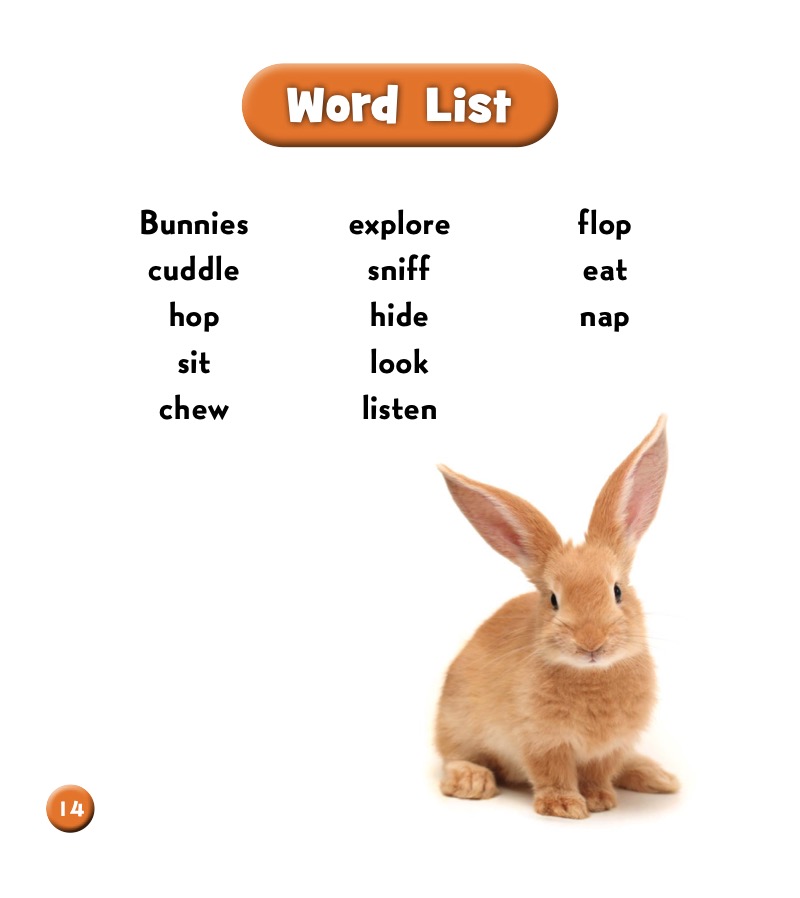 Word List
Bunnies
cuddle
hop
sit
chew
explore
sniff
hide
look
listen
flop
eat
nap
14